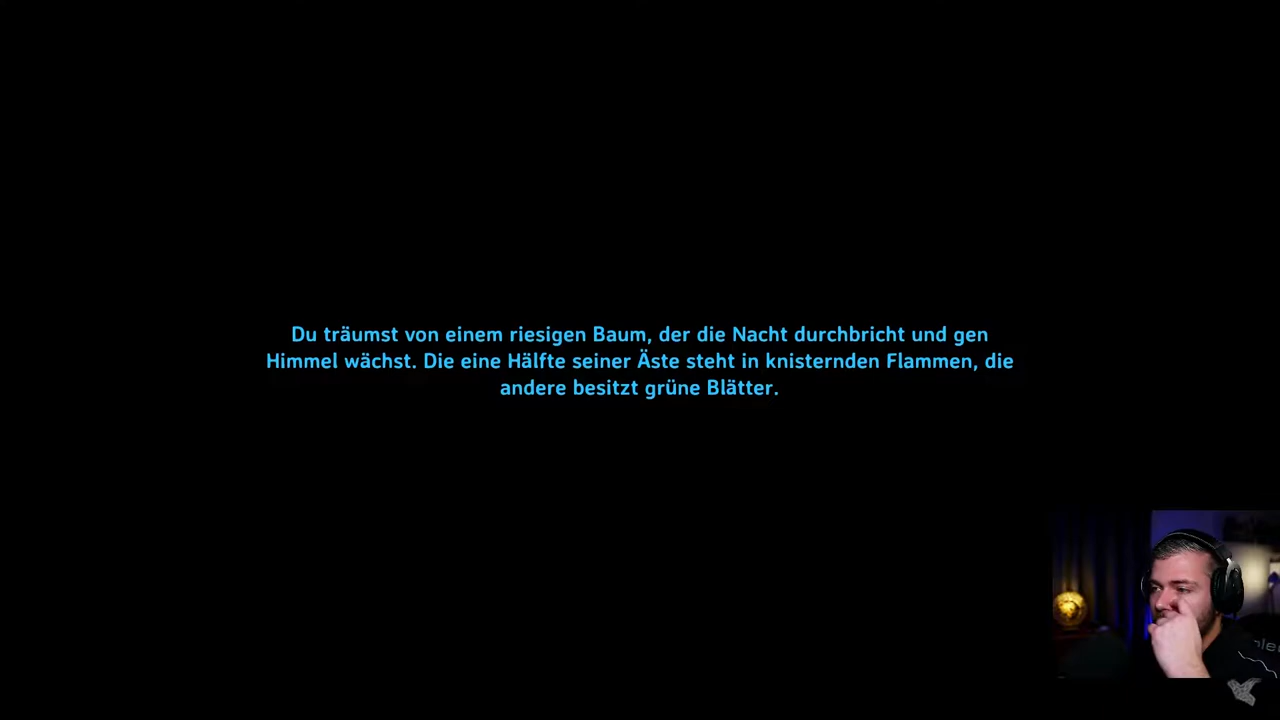 Du träumst von einem riesigen Baum, der die Nacht durchbricht und gen
Himmel wächst. Die eine Hälfte seiner Äste steht in knisternden Flammen, die
andere besitzt grüne Blätter.